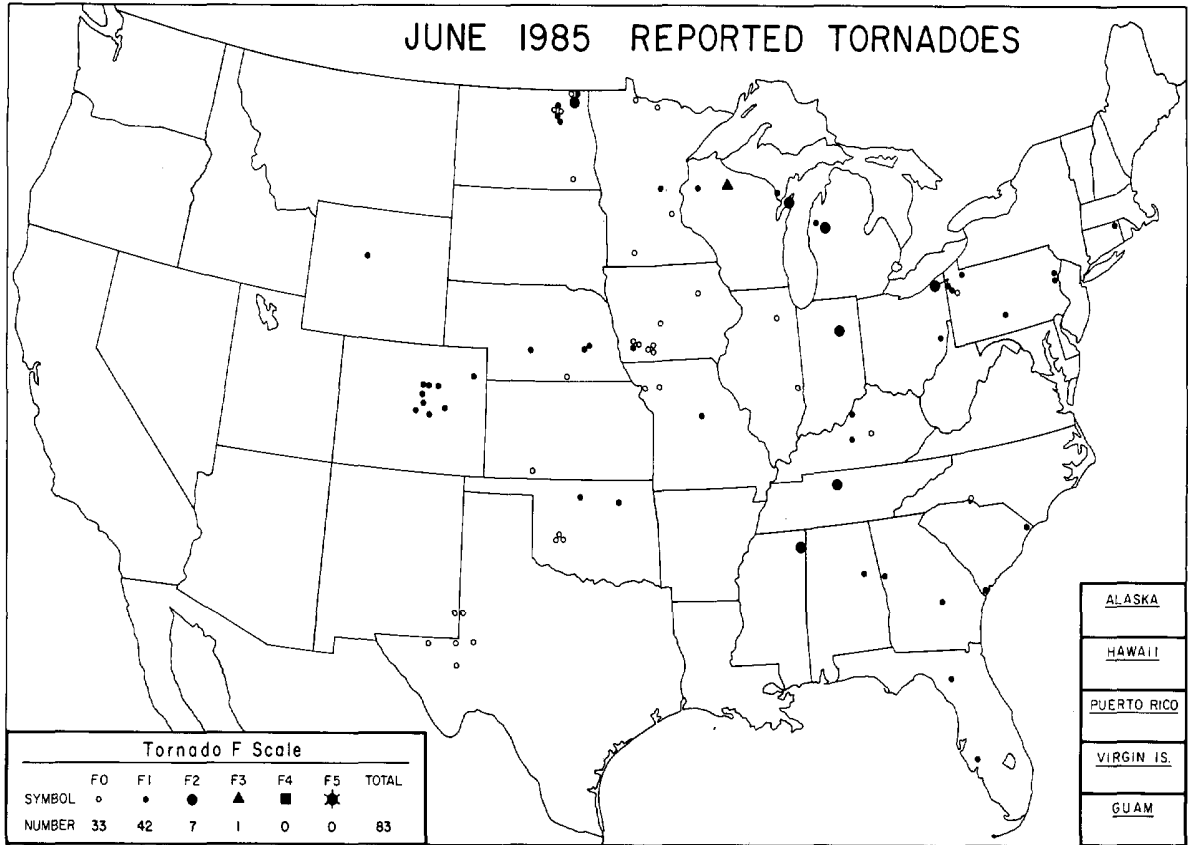 JUNE 1985 REPORTED TORNADOES
ALASKA
HAWAII
PUERTO RICO
VIRGIN IS.
GUAM
Tornado F Scale
F0 F1 F2 F3 F4 F5 TOTAL
SYMBOL
NUMBER 33 42 7 1 0 0 83